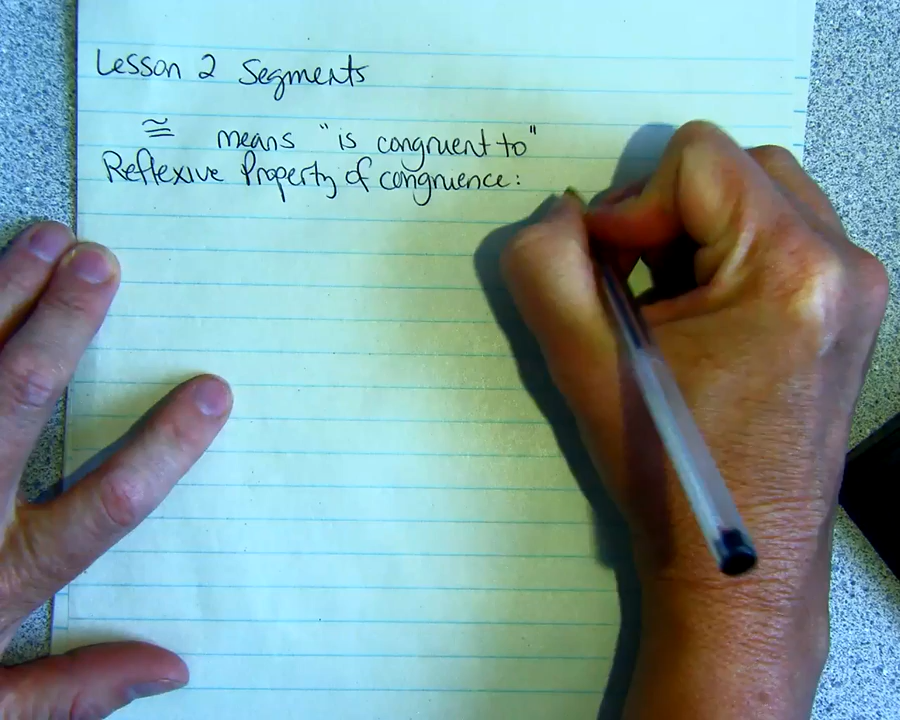 Lesson 2 Segments
≅ means "is congruent to"
Reflexive Property of congruence: